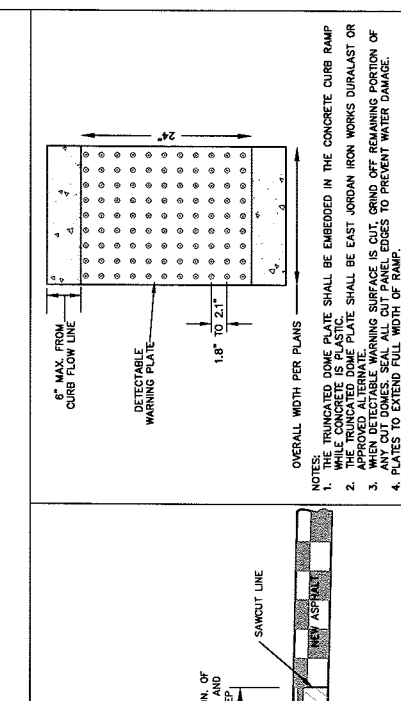 6" MAX. FROM
CURB FLOW LINE
24"
DETECTABLE
WARNING PLATE
1.8" TO 2.1"
OVERALL WIDTH PER PLANS
NOTES:
1. THE TRUNCATED DOME PLATE SHALL BE EMBEDDED IN THE CONCRETE CURB RAMP
WHILE CONCRETE IS PLASTIC.
2. THE TRUNCATED DOME PLATE SHALL BE EAST JORDAN IRON WORKS DURALAST OR
APPROVED ALTERNATE.
3. WHEN DETECTABLE WARNING SURFACE IS CUT, GRIND OFF REMAINING PORTION OF
ANY CUT DOMES. SEAL ALL CUT PANEL EDGES TO PREVENT WATER DAMAGE.
4. PLATES TO EXTEND FULL WIDTH OF RAMP.
IN. OF
AND
EP
SAWCUT LINE
NEW ASPHALT